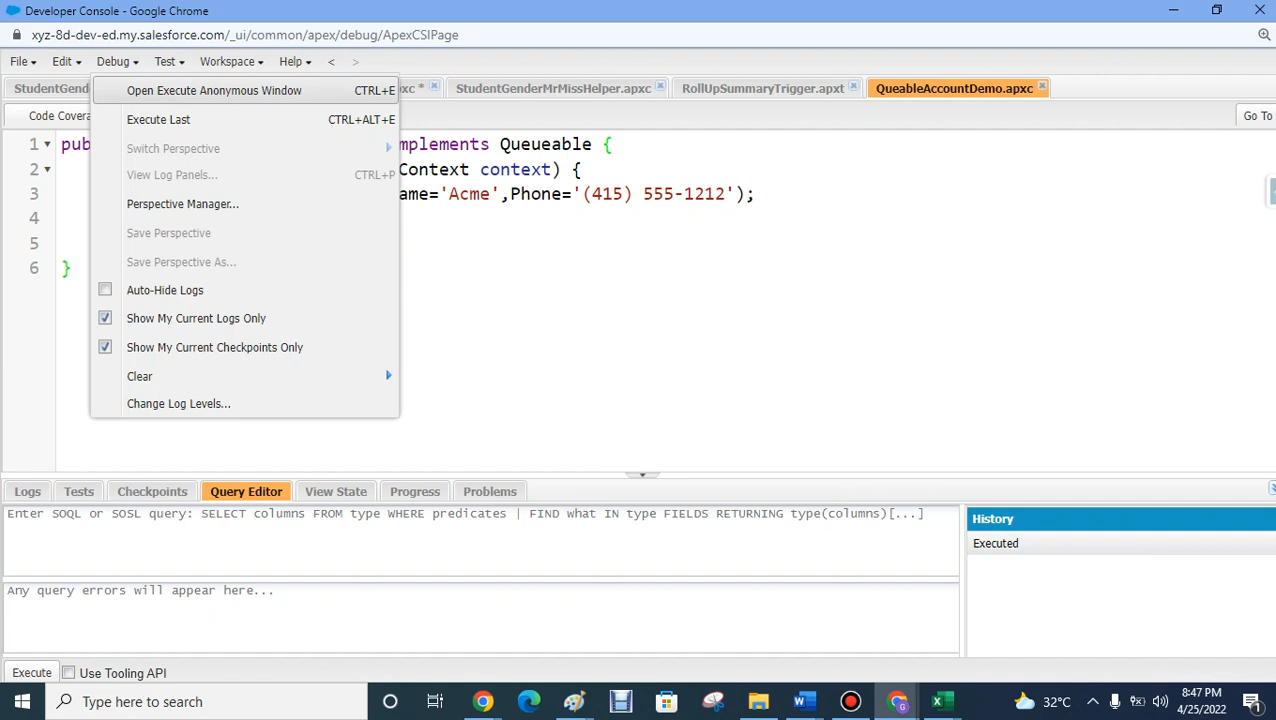 Developer Console - Google Chrome
xyz-8d-dev-ed.my.salesforce.com/_ui/common/apex/debug/ApexCSIPage
File Edit Debug Test Workspace Help < >
StudentGend xc * StudentGenderMrMissHelper.apxc RollUpSummaryTrigger.apxt QueableAccountDemo.apxc
Code Covera Go To
Open Execute Anonymous Window CTRL+E
Execute Last CTRL+ALT+E
Switch Perspective
View Log Panels... CTRL+P
Perspective Manager...
Save Perspective
Save Perspective As...
Auto-Hide Logs
Show My Current Logs Only
Show My Current Checkpoints Only
Clear
Change Log Levels...
1 pub mplements Queueable {
2 Context context) {
3 ame='Acme',Phone='(415) 555-1212');
4
5
6 }
Logs Tests Checkpoints Query Editor View State Progress Problems
Enter SOQL or SOSL query: SELECT columns FROM type WHERE predicates | FIND what IN type FIELDS RETURNING type(columns)[...]
History
Executed
Any query errors will appear here...
Execute Use Tooling API
Type here to search
32°C
8:47 PM
4/25/2022
1